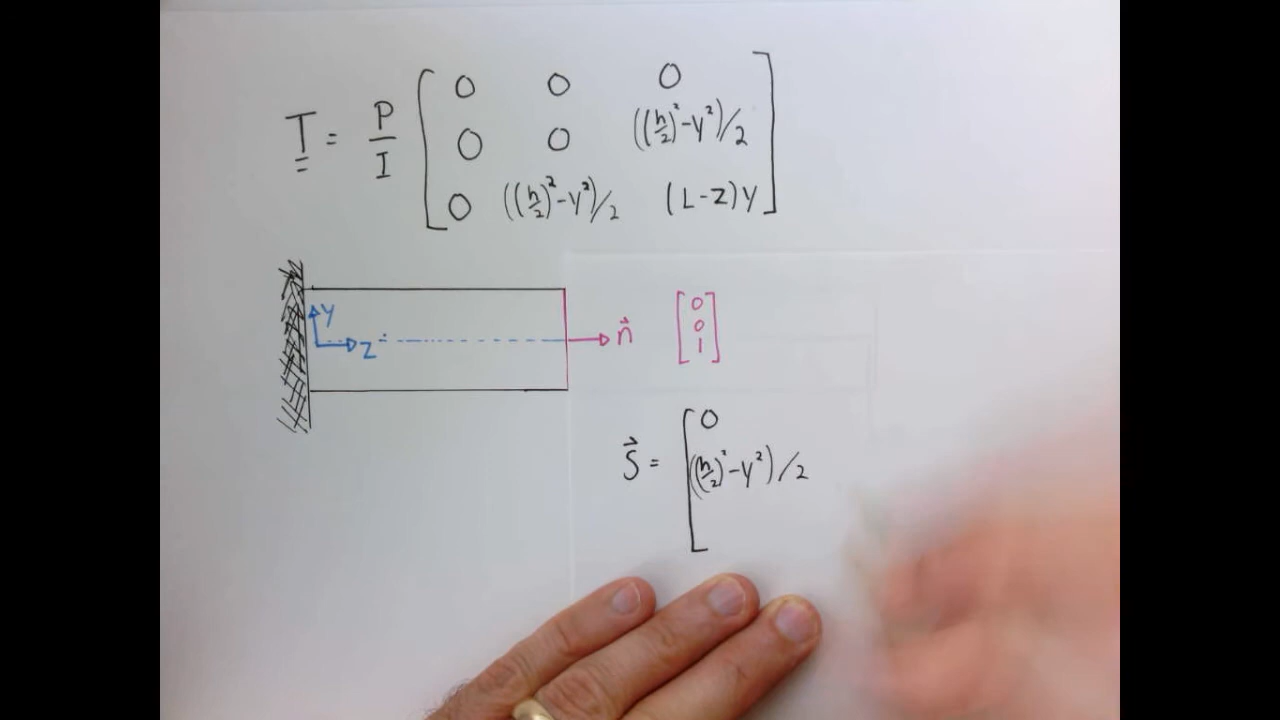 T = P/I [ 0 0 0
0 0 ((h/2)²-y²)/2
0 ((h/2)²-y²)/2 (L-z)y ]
y
z
n⃗
[ 0
0
1 ]
S⃗ = [ 0
((h/2)²-y²)/2